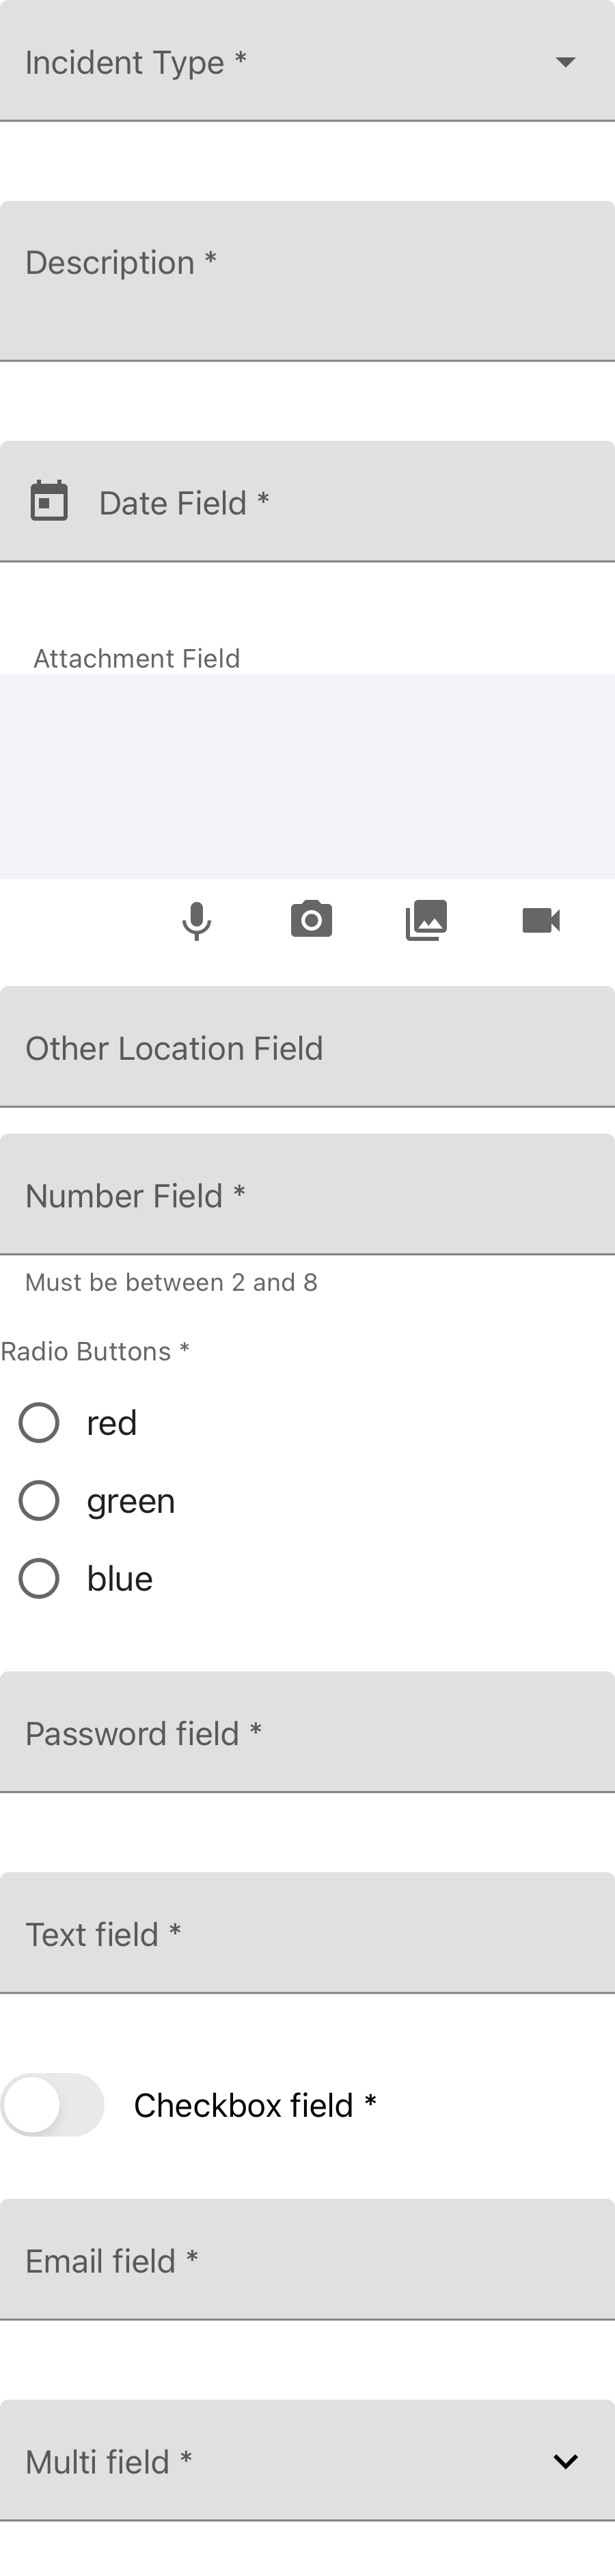 Incident Type *
Description *
Date Field *
Attachment Field
Other Location Field
Number Field *
Must be between 2 and 8
Radio Buttons *
red
green
blue
Password field *
Text field *
Checkbox field *
Email field *
Multi field *